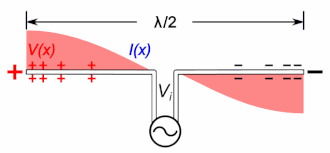 λ/2
V(x) I(x)
+ + + + + − − − − −
V i